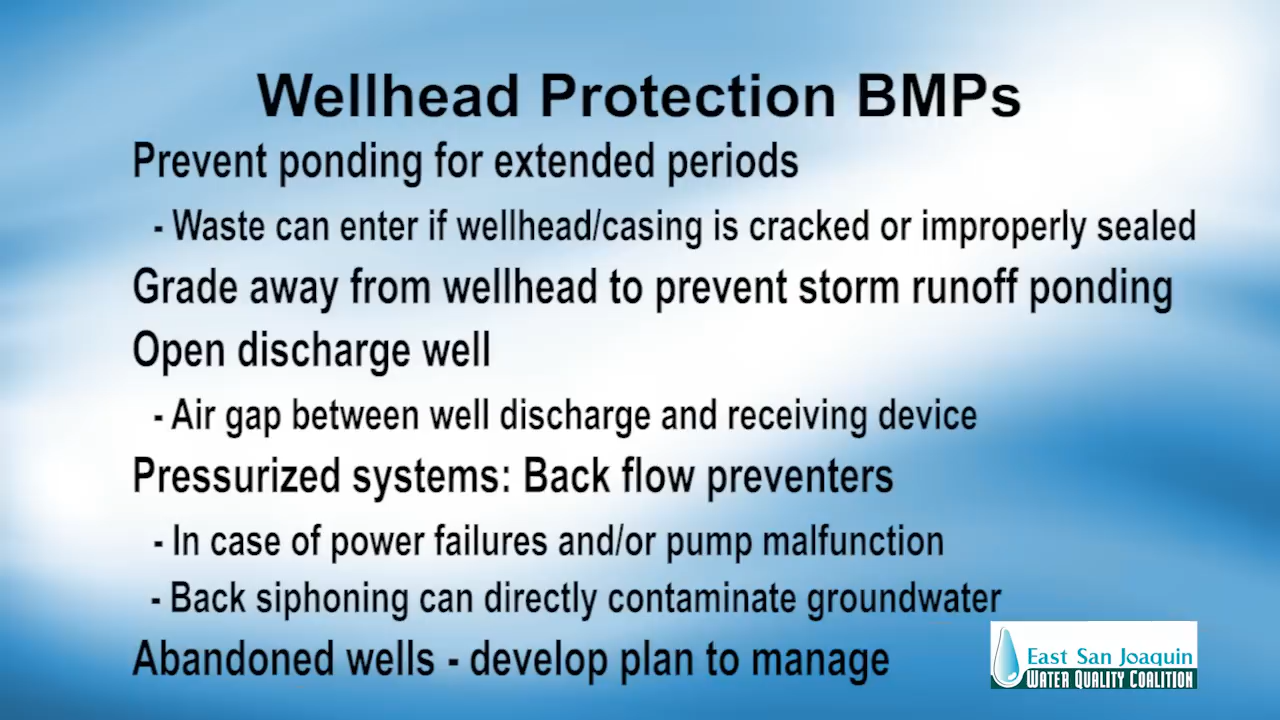 Wellhead Protection BMPs
Prevent ponding for extended periods
- Waste can enter if wellhead/casing is cracked or improperly sealed
Grade away from wellhead to prevent storm runoff ponding
Open discharge well
- Air gap between well discharge and receiving device
Pressurized systems: Back flow preventers
- In case of power failures and/or pump malfunction
- Back siphoning can directly contaminate groundwater
Abandoned wells - develop plan to manage
East San Joaquin
WATER QUALITY COALITION